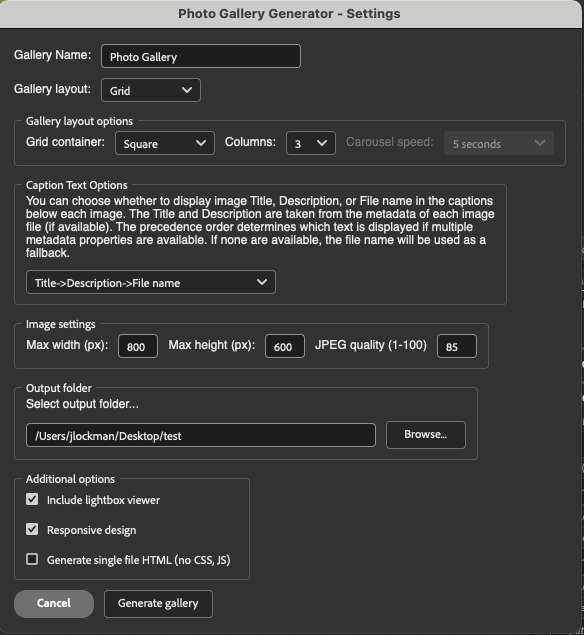 Photo Gallery Generator - Settings
Gallery Name: Photo Gallery
Gallery layout: Grid
Gallery layout options
Grid container: Square Columns: 3 Carousel speed: 5 seconds
Caption Text Options
You can choose whether to display image Title, Description, or File name in the captions
below each image. The Title and Description are taken from the metadata of each image
file (if available). The precedence order determines which text is displayed if multiple
metadata properties are available. If none are available, the file name will be used as a
fallback.
Title->Description->File name
Image settings
Max width (px): 800 Max height (px): 600 JPEG quality (1-100) 85
Output folder
Select output folder...
/Users/jlockman/Desktop/test Browse...
Additional options
Include lightbox viewer
Responsive design
Generate single file HTML (no CSS, JS)
Cancel Generate gallery